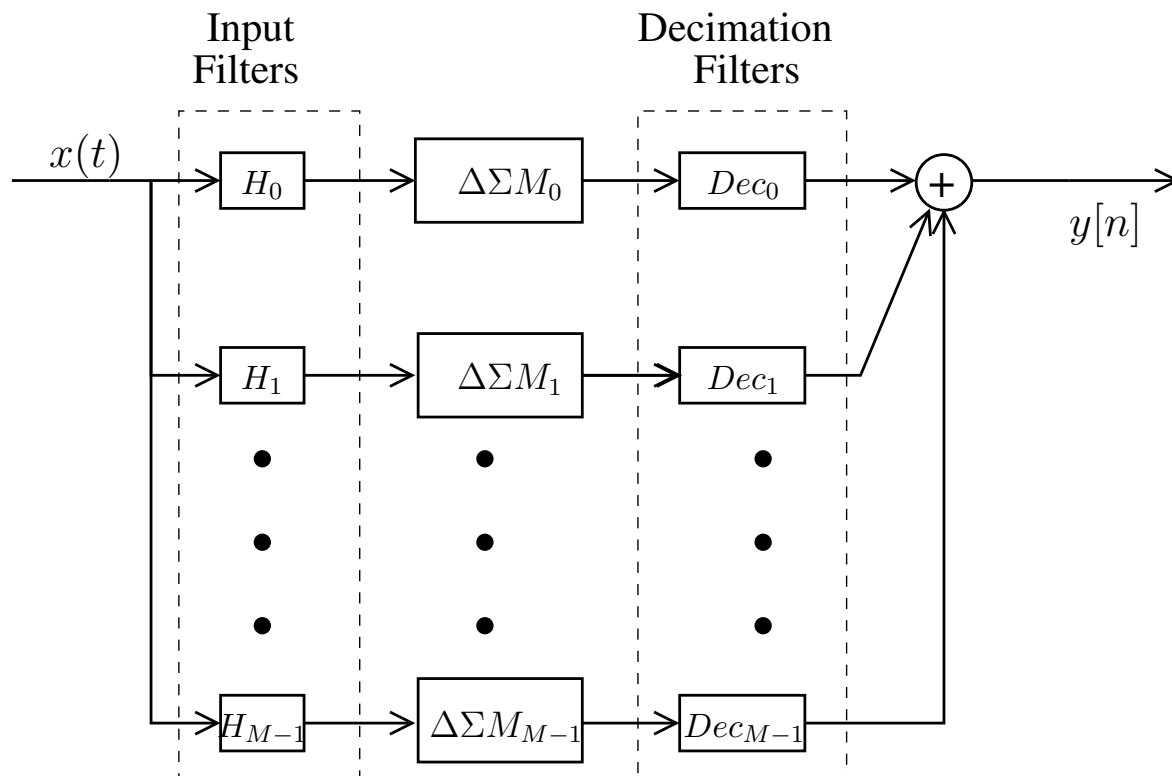 Input
Filters
Decimation
Filters
x(t)
H_0
ΔΣM_0
Dec_0
+
y[n]
H_1
ΔΣM_1
Dec_1
H_{M-1}
ΔΣM_{M-1}
Dec_{M-1}